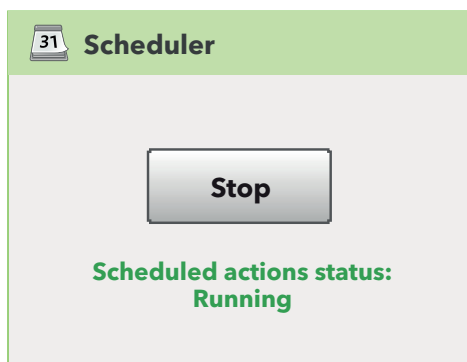 31
Scheduler
Stop
Scheduled actions status:
Running